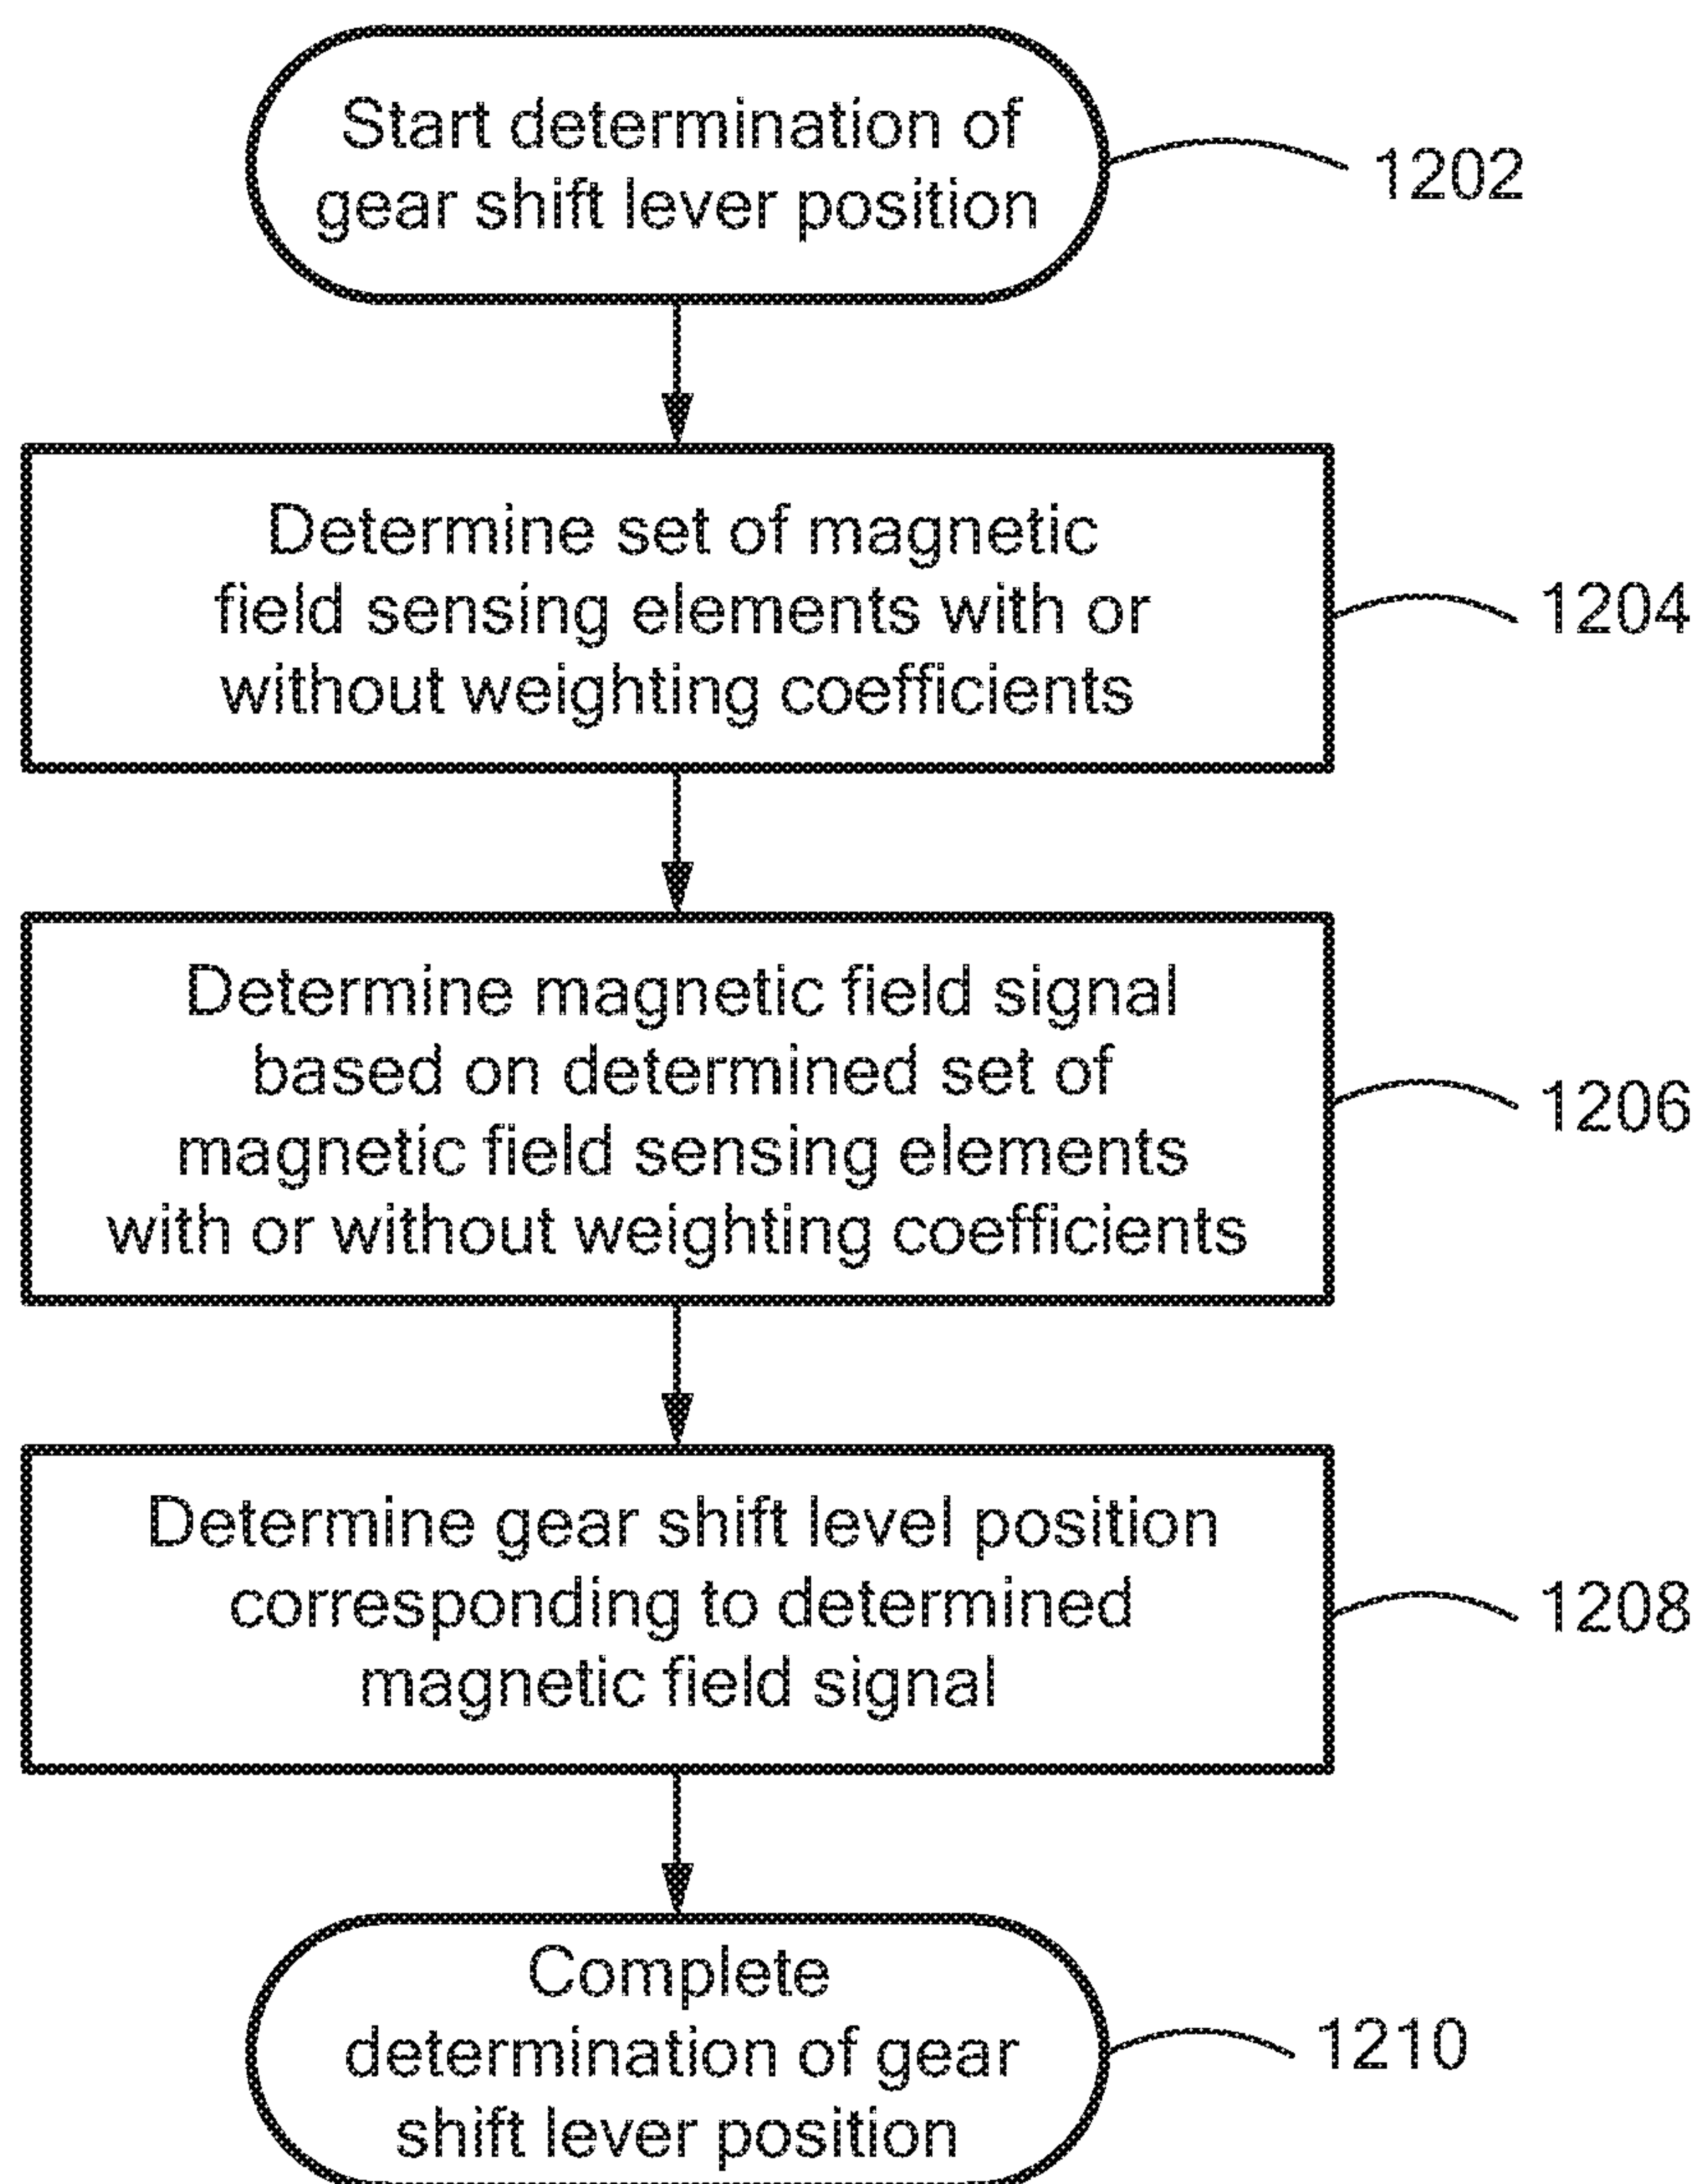 Start determination of
gear shift lever position
1202
Determine set of magnetic
field sensing elements with or
without weighting coefficients
1204
Determine magnetic field signal
based on determined set of
magnetic field sensing elements
with or without weighting coefficients
1206
Determine gear shift level position
corresponding to determined
magnetic field signal
1208
Complete
determination of gear
shift lever position
1210